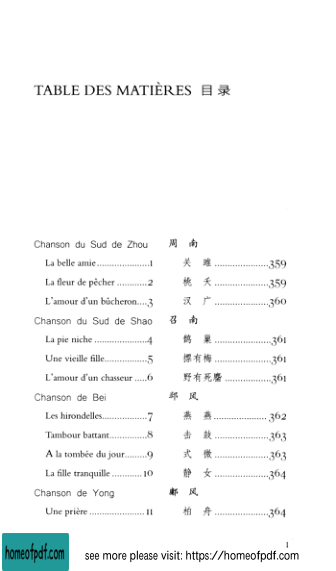 TABLE DES MATIÈRES 目录
Chanson du Sud de Zhou 周 南
La belle amie.....................1 关 雎.....................359
La fleur de pêcher ............2 桃 夭.....................359
L'amour d'un bûcheron....3 汉 广.....................360
Chanson du Sud de Shao 召 南
La pie niche .....................4 鹊 巢.....................361
Une vieille fille.................5 摽有梅.....................361
L'amour d'un chasseur .....6 野有死麕..................361
Chanson de Bei 邶 风
Les hirondelles..................7 燕 燕.....................362
Tambour battant...............8 击 鼓.....................363
A la tombée du jour.........9 式 微.....................363
La fille tranquille ............10 静 女.....................364
Chanson de Yong 鄘 风
Une prière .......................11 柏 舟.....................364
1
homeofpdf.com
see more please visit: https://homeofpdf.com